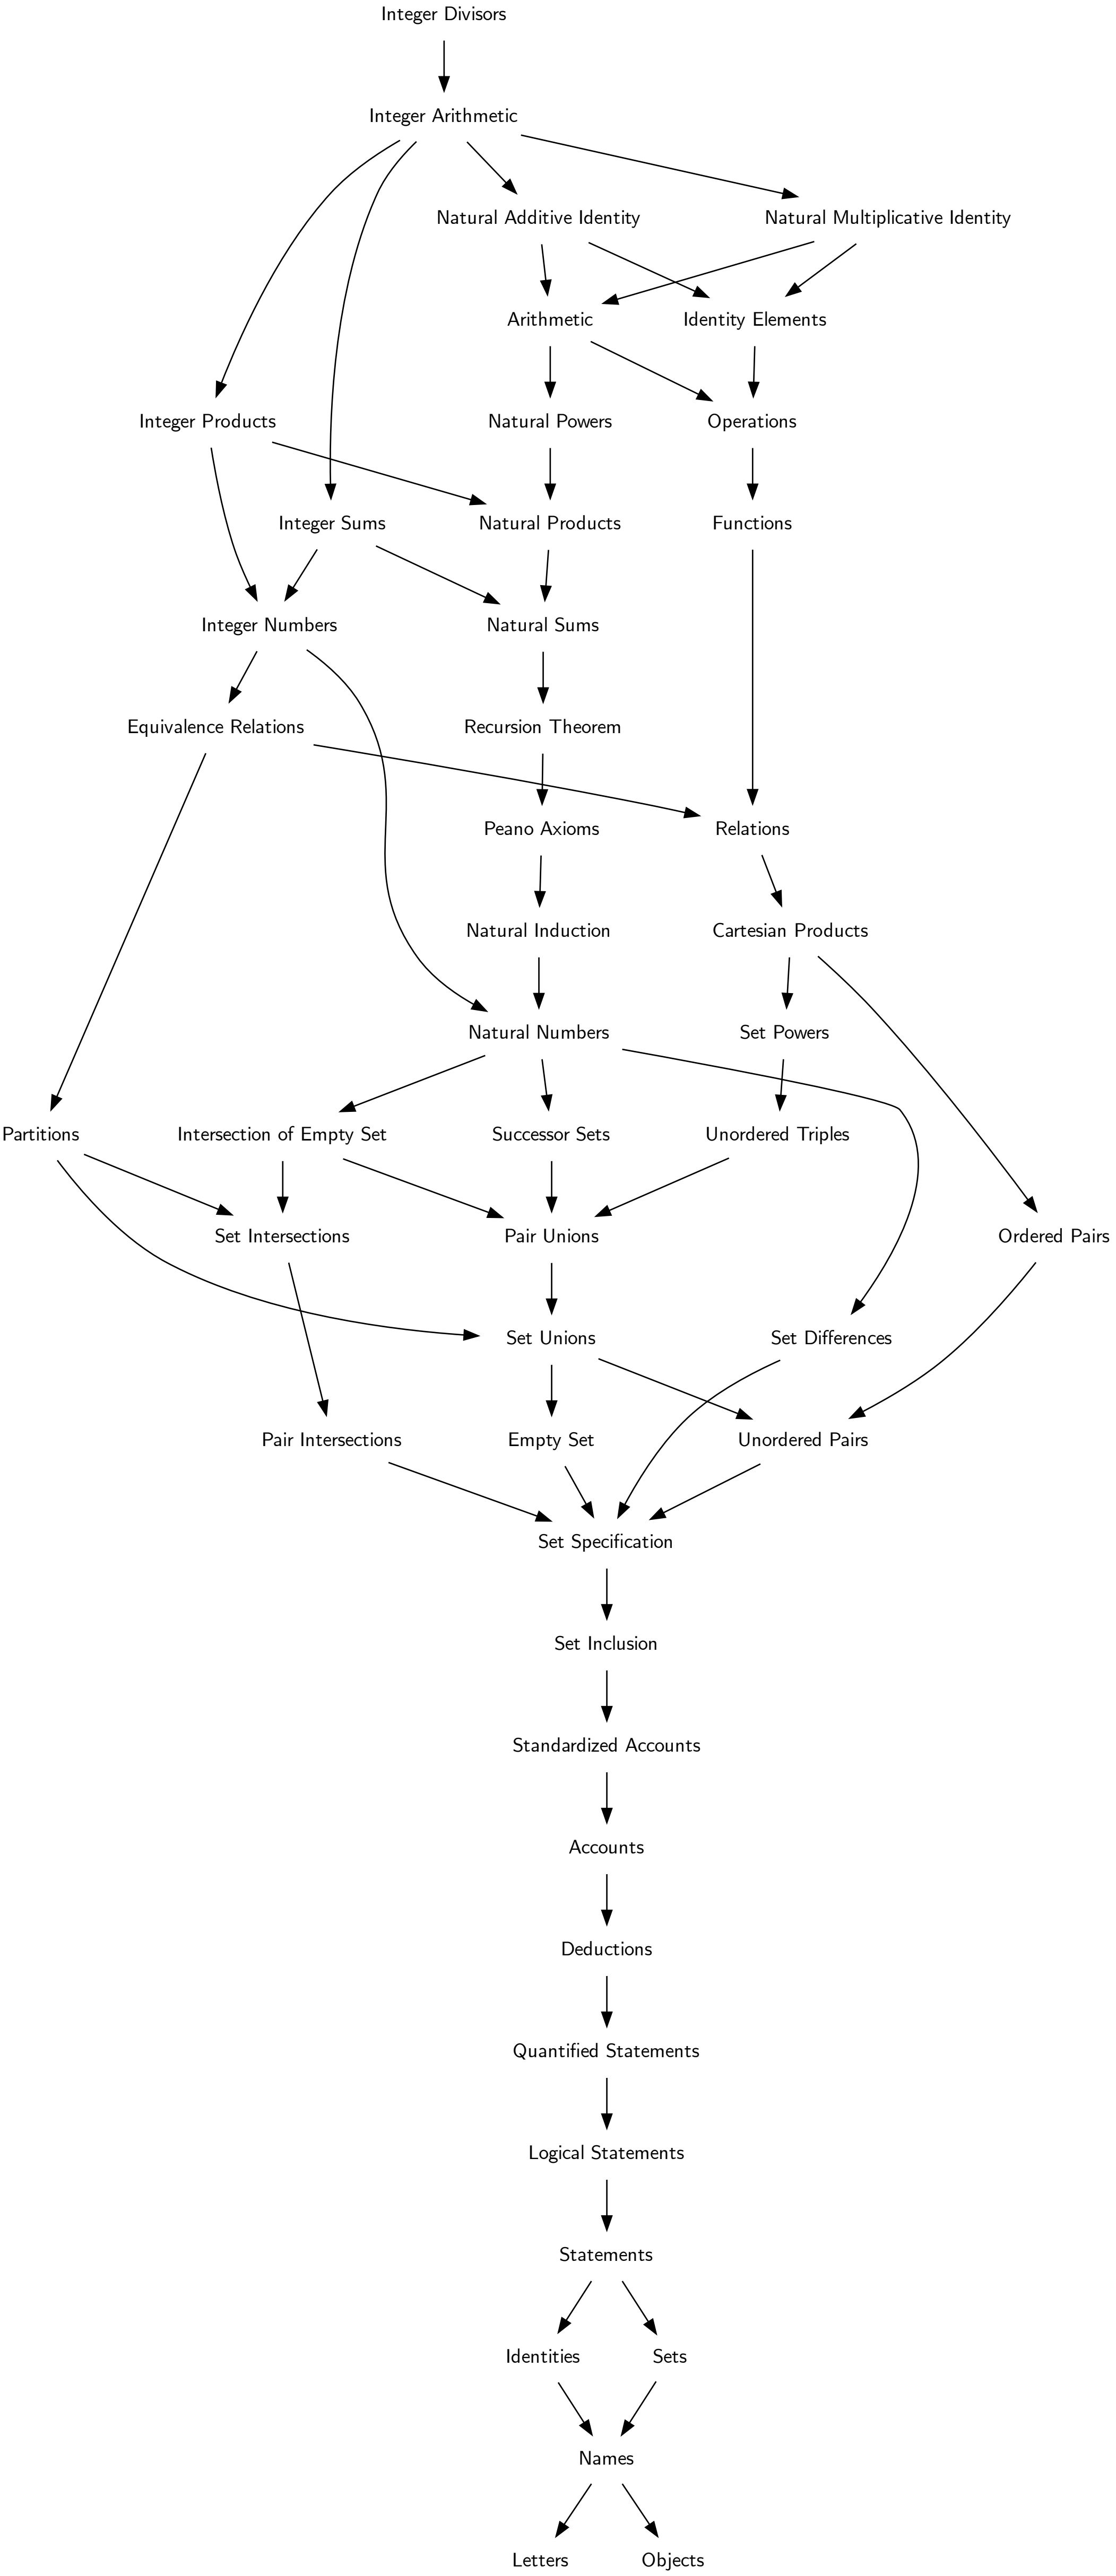 Integer Divisors
Integer Arithmetic
Natural Additive Identity
Natural Multiplicative Identity
Arithmetic
Identity Elements
Integer Products
Natural Powers
Operations
Integer Sums
Natural Products
Functions
Integer Numbers
Natural Sums
Equivalence Relations
Recursion Theorem
Peano Axioms
Relations
Natural Induction
Cartesian Products
Natural Numbers
Set Powers
Partitions
Intersection of Empty Set
Successor Sets
Unordered Triples
Set Intersections
Pair Unions
Ordered Pairs
Set Unions
Set Differences
Pair Intersections
Empty Set
Unordered Pairs
Set Specification
Set Inclusion
Standardized Accounts
Accounts
Deductions
Quantified Statements
Logical Statements
Statements
Identities
Sets
Names
Letters
Objects